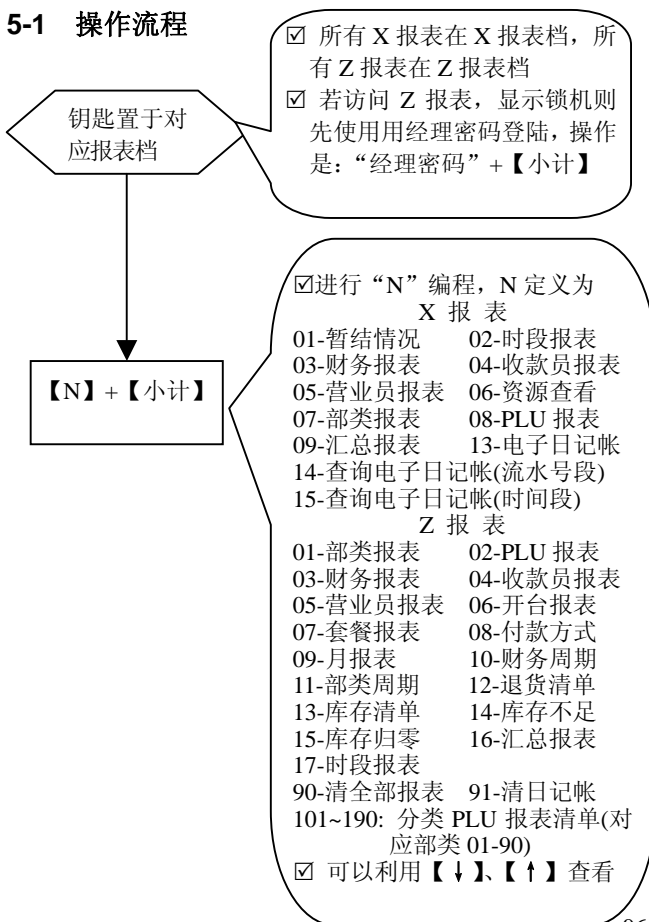 5-1 操作流程
☑ 所有 X 报表在 X 报表档，所
有 Z 报表在 Z 报表档
☑ 若访问 Z 报表，显示锁机则
先使用用经理密码登陆，操作
是：“经理密码”+【小计】
钥匙置于对
应报表档
☑进行“N”编程，N 定义为
X 报 表
01-暂结情况 02-时段报表
03-财务报表 04-收款员报表
05-营业员报表 06-资源查看
07-部类报表 08-PLU 报表
09-汇总报表 13-电子日记帐
14-查询电子日记帐(流水号段)
15-查询电子日记帐(时间段)
Z 报 表
01-部类报表 02-PLU 报表
03-财务报表 04-收款员报表
05-营业员报表 06-开台报表
07-套餐报表 08-付款方式
09-月报表 10-财务周期
11-部类周期 12-退货清单
13-库存清单 14-库存不足
15-库存归零 16-汇总报表
17-时段报表
90-清全部报表 91-清日记帐
101~190: 分类 PLU 报表清单(对
应部类 01-90)
☑ 可以利用【↓】、【↑】查看
【N】+【小计】